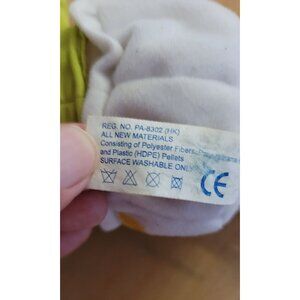 REG. NO. PA-8302 (HK)
ALL NEW MATERIALS
Consisting of Polyester Fibers
and Plastic (HDPE) Pellets
SURFACE WASHABLE ONLY
CE